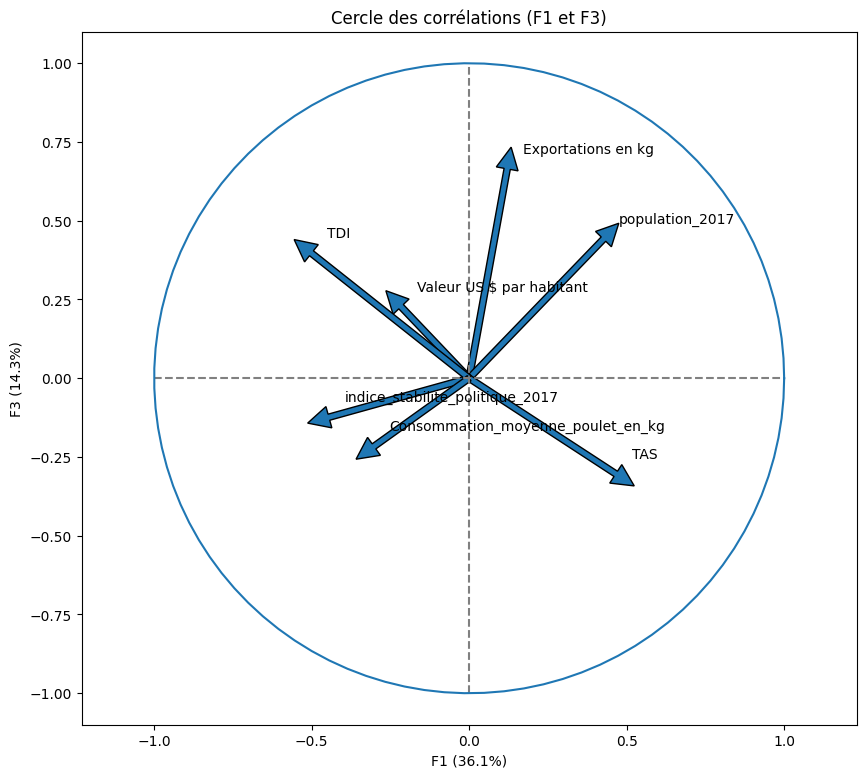 Cercle des corrélations (F1 et F3)
1.00
0.75
Exportations en kg
0.50
population_2017
TDI
0.25
Valeur US $ par habitant
0.00
indice_stabilite_politique_2017
Consommation_moyenne_poulet_en_kg
−0.25
TAS
−0.50
−0.75
−1.00
F3 (14.3%)
−1.0 −0.5 0.0 0.5 1.0
F1 (36.1%)